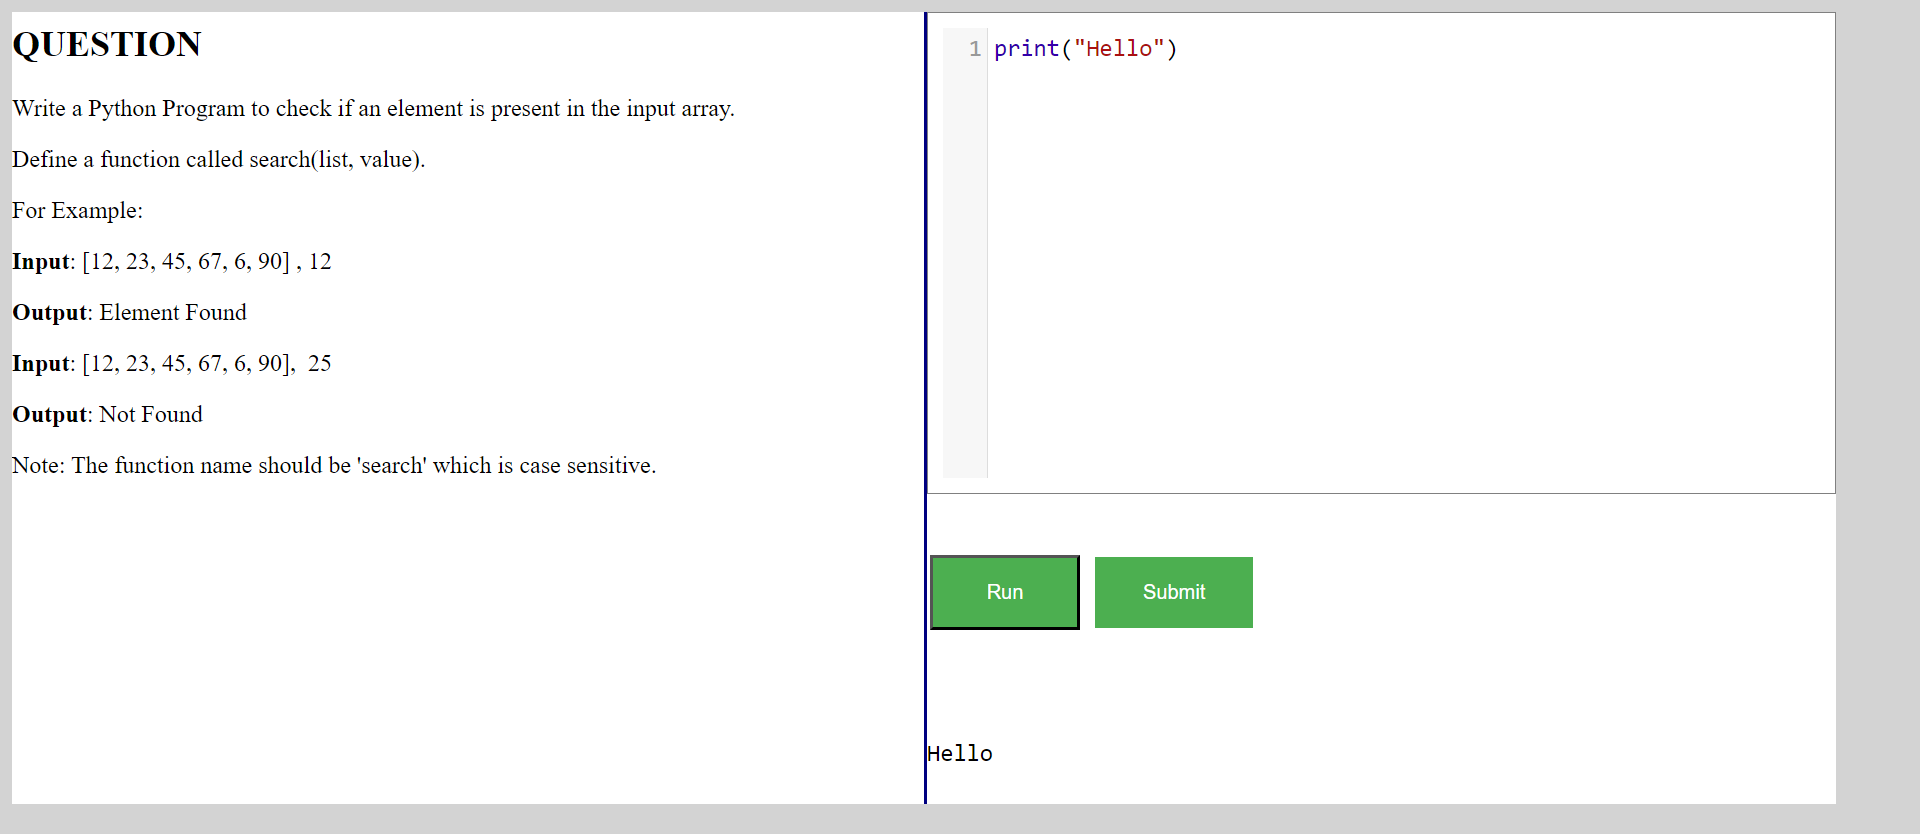 QUESTION
Write a Python Program to check if an element is present in the input array.
Define a function called search(list, value).
For Example:
Input: [12, 23, 45, 67, 6, 90] , 12
Output: Element Found
Input: [12, 23, 45, 67, 6, 90],  25
Output: Not Found
Note: The function name should be 'search' which is case sensitive.
1 print("Hello")
Run
Submit
Hello